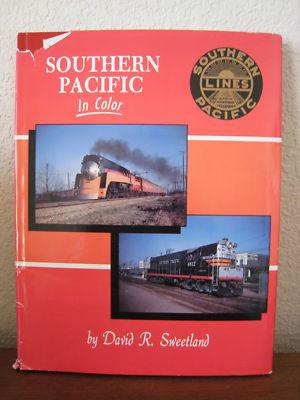 SOUTHERN
PACIFIC
In Color
SOUTHERN
LINES
PACIFIC
by David R. Sweetland